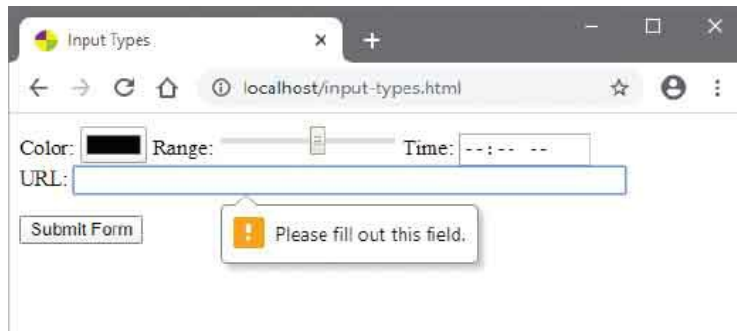 Input Types
localhost/input-types.html
Color: Range: Time: --:-- --
URL:
Submit Form
Please fill out this field.